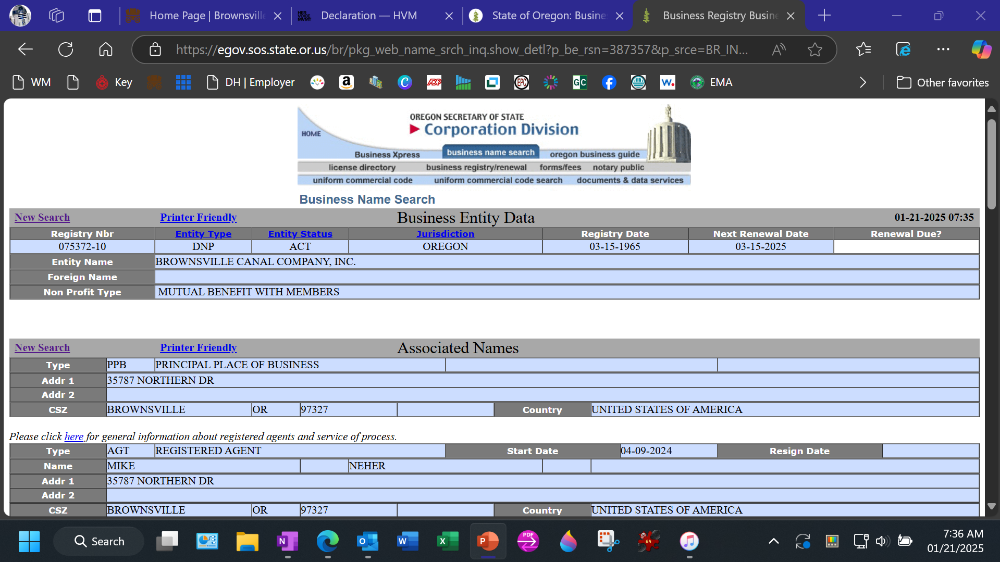 Home Page | Brownsville
HER VOICE MVMT
Declaration — HVM
State of Oregon: Busine
Business Registry Busine
https://egov.sos.state.or.us/br/pkg_web_name_srch_inq.show_detl?p_be_rsn=387357&p_srce=BR_IN...
WM
Key
DH | Employer
a
C
ADP
EPC
GC
w.
EMA
Other favorites
OREGON SECRETARY OF STATE
Corporation Division
HOME
Business Xpress
business name search
oregon business guide
license directory
business registry/renewal
forms/fees
notary public
uniform commercial code
uniform commercial code search
documents & data services
Business Name Search
New Search Printer Friendly Business Entity Data 01-21-2025 07:35
Registry Nbr Entity Type Entity Status Jurisdiction Registry Date Next Renewal Date Renewal Due?
075372-10 DNP ACT OREGON 03-15-1965 03-15-2025
Entity Name BROWNSVILLE CANAL COMPANY, INC.
Foreign Name
Non Profit Type MUTUAL BENEFIT WITH MEMBERS
New Search Printer Friendly Associated Names
Type PPB PRINCIPAL PLACE OF BUSINESS
Addr 1 35787 NORTHERN DR
Addr 2
CSZ BROWNSVILLE OR 97327 Country UNITED STATES OF AMERICA
Please click here for general information about registered agents and service of process.
Type AGT REGISTERED AGENT Start Date 04-09-2024 Resign Date
Name MIKE NEHER
Addr 1 35787 NORTHERN DR
Addr 2
CSZ BROWNSVILLE OR 97327 Country UNITED STATES OF AMERICA
Search
N
O
W
X
P
PDF
64
7:36 AM
01/21/2025